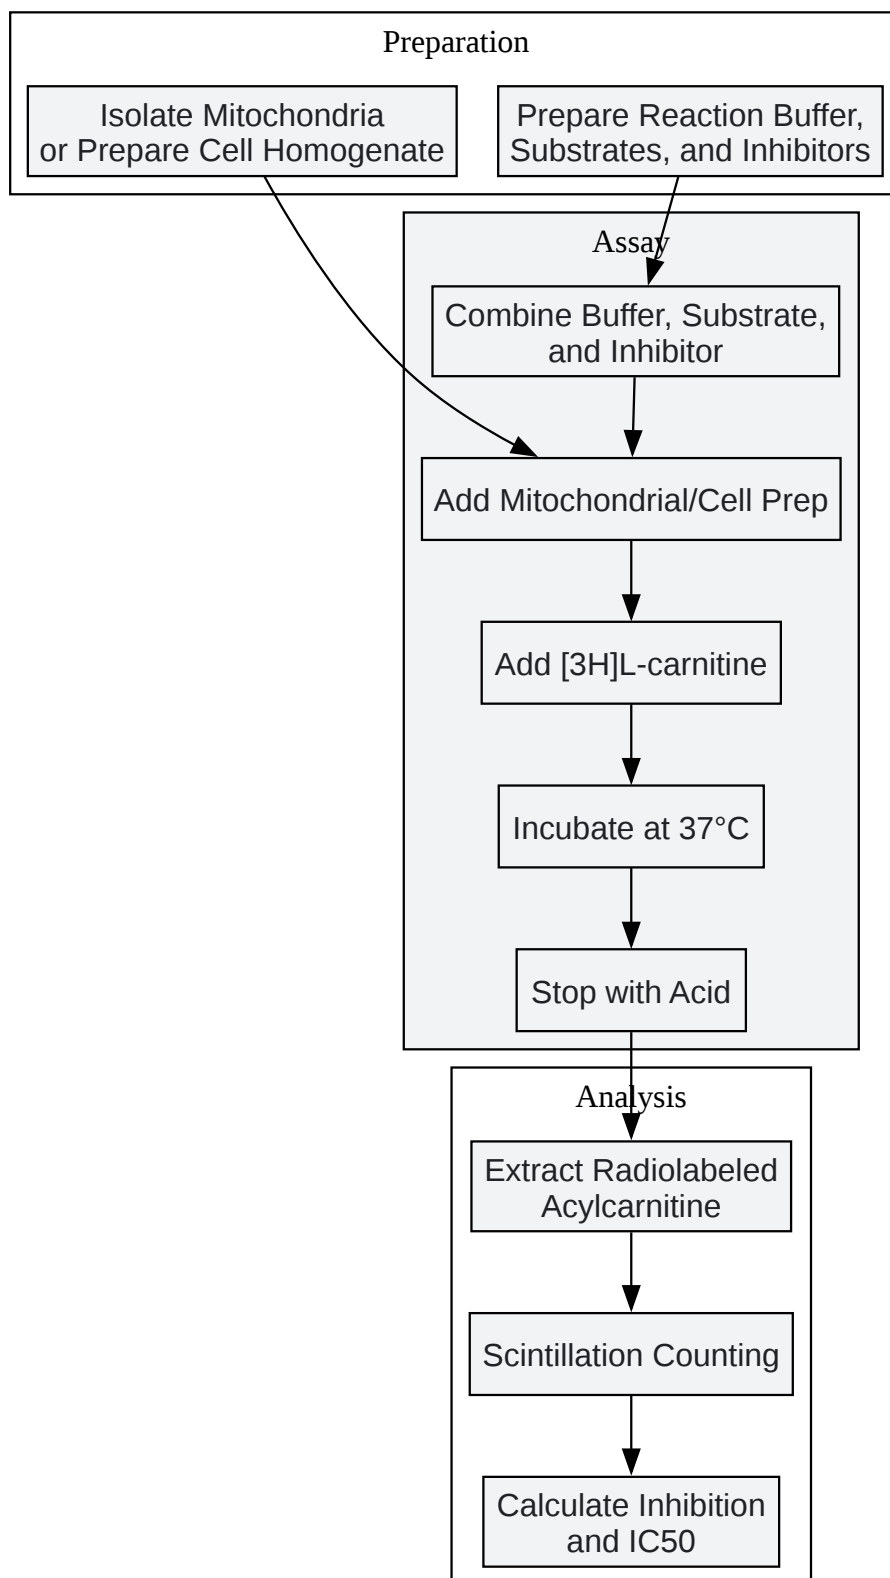 Preparation
Isolate Mitochondria
or Prepare Cell Homogenate
Prepare Reaction Buffer,
Substrates, and Inhibitors
Assay
Combine Buffer, Substrate,
and Inhibitor
Add Mitochondrial/Cell Prep
Add [3H]L-carnitine
Incubate at 37°C
Stop with Acid
Analysis
Extract Radiolabeled
Acylcarnitine
Scintillation Counting
Calculate Inhibition
and IC50